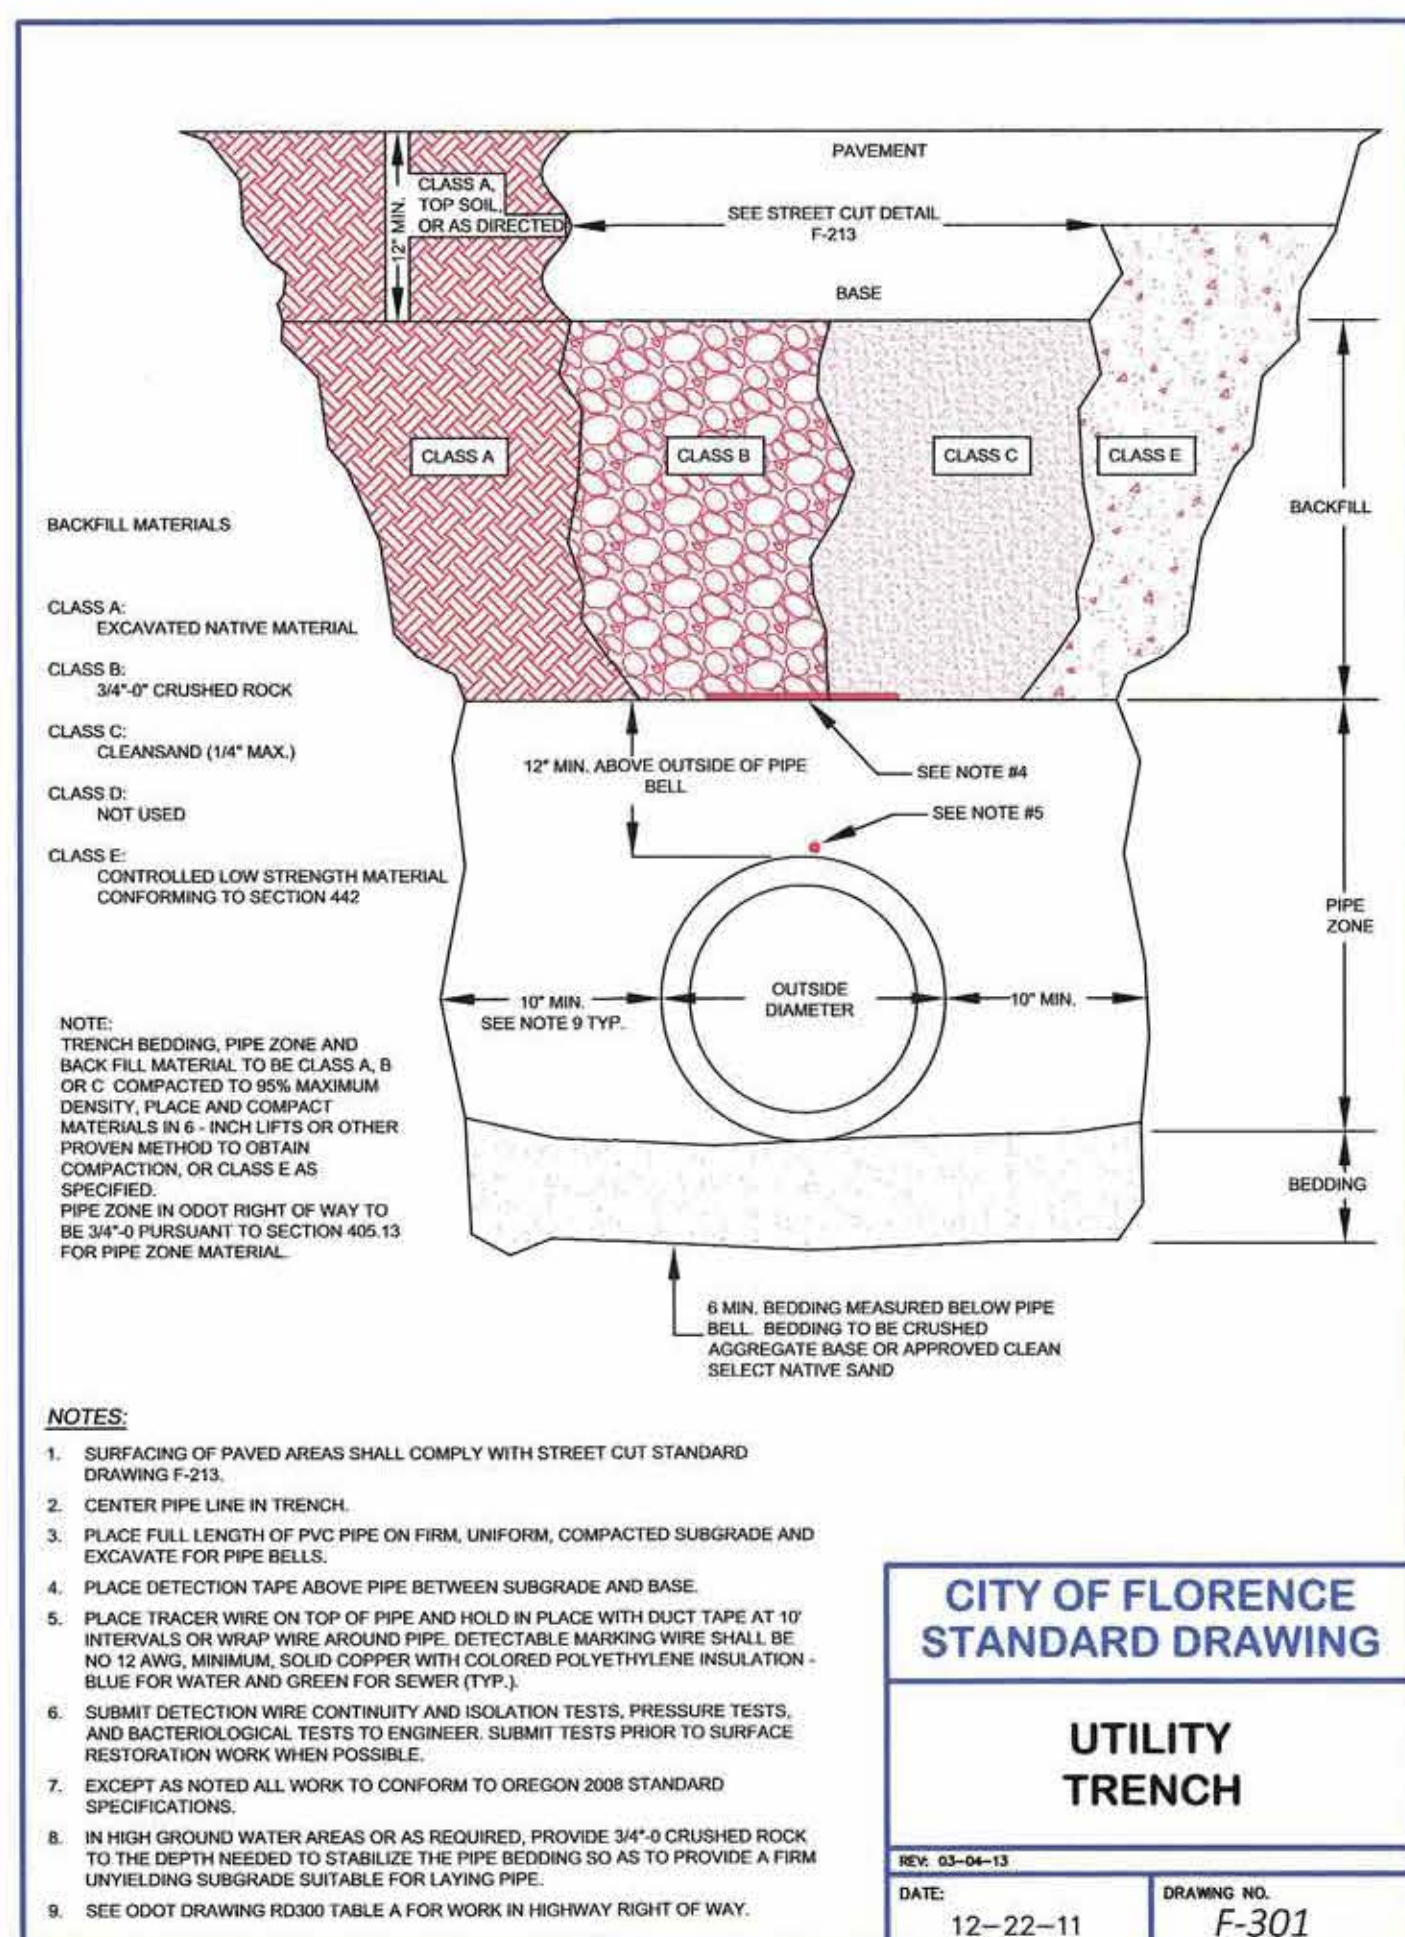 PAVEMENT
CLASS A,
TOP SOIL,
OR AS DIRECTED
12" MIN.
SEE STREET CUT DETAIL
F-213
BASE
CLASS A
CLASS B
CLASS C
CLASS E
BACKFILL
BACKFILL MATERIALS
CLASS A:
EXCAVATED NATIVE MATERIAL
CLASS B:
3/4"-0" CRUSHED ROCK
CLASS C:
CLEANSAND (1/4" MAX.)
CLASS D:
NOT USED
CLASS E:
CONTROLLED LOW STRENGTH MATERIAL
CONFORMING TO SECTION 442
12" MIN. ABOVE OUTSIDE OF PIPE
BELL
SEE NOTE #4
SEE NOTE #5
PIPE
ZONE
10" MIN.
SEE NOTE 9 TYP.
OUTSIDE
DIAMETER
10" MIN.
NOTE:
TRENCH BEDDING, PIPE ZONE AND
BACK FILL MATERIAL TO BE CLASS A, B
OR C COMPACTED TO 95% MAXIMUM
DENSITY, PLACE AND COMPACT
MATERIALS IN 6 - INCH LIFTS OR OTHER
PROVEN METHOD TO OBTAIN
COMPACTION, OR CLASS E AS
SPECIFIED.
PIPE ZONE IN ODOT RIGHT OF WAY TO
BE 3/4"-0 PURSUANT TO SECTION 405.13
FOR PIPE ZONE MATERIAL.
BEDDING
6 MIN. BEDDING MEASURED BELOW PIPE
BELL. BEDDING TO BE CRUSHED
AGGREGATE BASE OR APPROVED CLEAN
SELECT NATIVE SAND
NOTES:
1. SURFACING OF PAVED AREAS SHALL COMPLY WITH STREET CUT STANDARD
DRAWING F-213.
2. CENTER PIPE LINE IN TRENCH.
3. PLACE FULL LENGTH OF PVC PIPE ON FIRM, UNIFORM, COMPACTED SUBGRADE AND
EXCAVATE FOR PIPE BELLS.
4. PLACE DETECTION TAPE ABOVE PIPE BETWEEN SUBGRADE AND BASE.
5. PLACE TRACER WIRE ON TOP OF PIPE AND HOLD IN PLACE WITH DUCT TAPE AT 10'
INTERVALS OR WRAP WIRE AROUND PIPE. DETECTABLE MARKING WIRE SHALL BE
NO 12 AWG, MINIMUM, SOLID COPPER WITH COLORED POLYETHYLENE INSULATION -
BLUE FOR WATER AND GREEN FOR SEWER (TYP.).
6. SUBMIT DETECTION WIRE CONTINUITY AND ISOLATION TESTS, PRESSURE TESTS,
AND BACTERIOLOGICAL TESTS TO ENGINEER. SUBMIT TESTS PRIOR TO SURFACE
RESTORATION WORK WHEN POSSIBLE.
7. EXCEPT AS NOTED ALL WORK TO CONFORM TO OREGON 2008 STANDARD
SPECIFICATIONS.
8. IN HIGH GROUND WATER AREAS OR AS REQUIRED, PROVIDE 3/4"-0 CRUSHED ROCK
TO THE DEPTH NEEDED TO STABILIZE THE PIPE BEDDING SO AS TO PROVIDE A FIRM
UNYIELDING SUBGRADE SUITABLE FOR LAYING PIPE.
9. SEE ODOT DRAWING RD300 TABLE A FOR WORK IN HIGHWAY RIGHT OF WAY.
CITY OF FLORENCE
STANDARD DRAWING
UTILITY
TRENCH
REV: 03-04-13
DATE:
12-22-11
DRAWING NO.
F-301